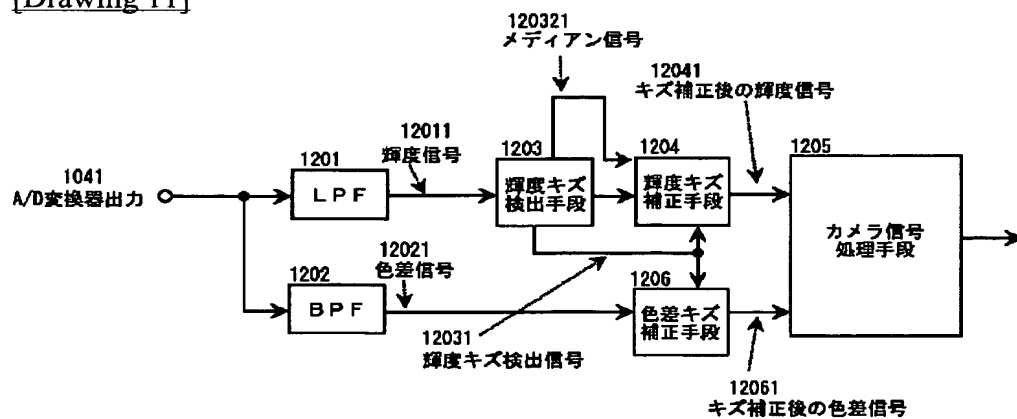 [Drawing 11]
120321
メディアン信号
12041
キズ補正後の輝度信号
12011
輝度信号
1041
A/D変換器出力
1201
LPF
1203
輝度キズ
検出手段
1204
輝度キズ
補正手段
1205
カメラ信号
処理手段
12021
色差信号
1202
BPF
1206
色差キズ
補正手段
12031
輝度キズ検出信号
12061
キズ補正後の色差信号